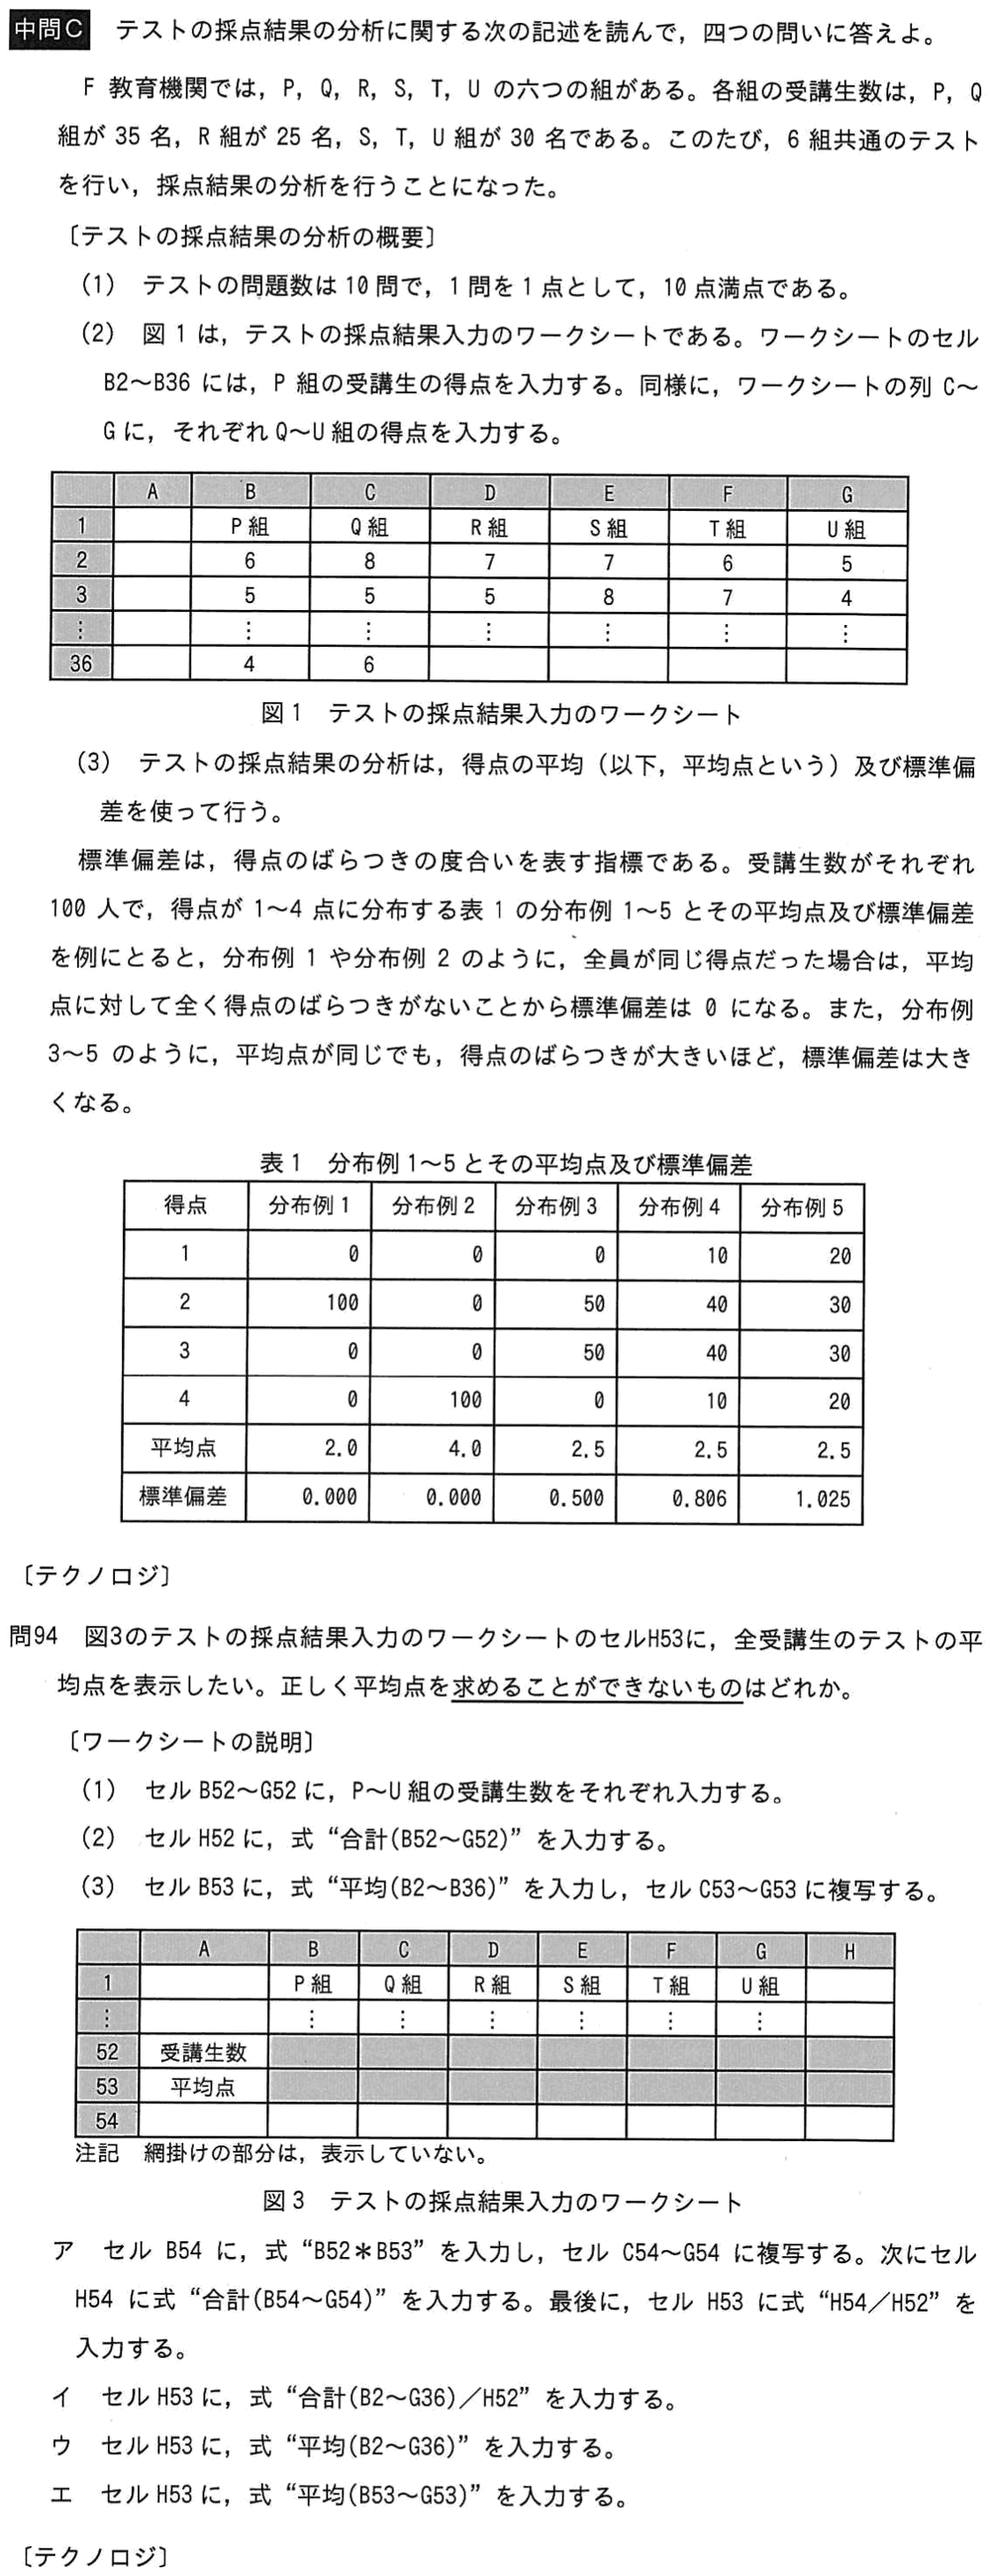 中問C　テストの採点結果の分析に関する次の記述を読んで，四つの問いに答えよ。
F 教育機関では，P，Q，R，S，T，U の六つの組がある。各組の受講生数は，P，Q
組が 35 名，R 組が 25 名，S，T，U 組が 30 名である。このたび，6 組共通のテスト
を行い，採点結果の分析を行うことになった。
〔テストの採点結果の分析の概要〕
(1)　テストの問題数は 10 問で，1 問を 1 点として，10 点満点である。
(2)　図 1 は，テストの採点結果入力のワークシートである。ワークシートのセル
B2～B36 には，P 組の受講生の得点を入力する。同様に，ワークシートの列 C～
G に，それぞれ Q～U 組の得点を入力する。
A B C D E F G
1 P 組 Q 組 R 組 S 組 T 組 U 組
2 6 8 7 7 6 5
3 5 5 5 8 7 4
⋮ ⋮ ⋮ ⋮ ⋮ ⋮ ⋮
36 4 6
図 1　テストの採点結果入力のワークシート
(3)　テストの採点結果の分析は，得点の平均（以下，平均点という）及び標準偏
差を使って行う。
標準偏差は，得点のばらつきの度合いを表す指標である。受講生数がそれぞれ
100 人で，得点が 1～4 点に分布する表 1 の分布例 1～5 とその平均点及び標準偏差
を例にとると，分布例 1 や分布例 2 のように，全員が同じ得点だった場合は，平均
点に対して全く得点のばらつきがないことから標準偏差は 0 になる。また，分布例
3～5 のように，平均点が同じでも，得点のばらつきが大きいほど，標準偏差は大き
くなる。
表 1　分布例 1～5 とその平均点及び標準偏差
得点 分布例 1 分布例 2 分布例 3 分布例 4 分布例 5
1 0 0 0 10 20
2 100 0 50 40 30
3 0 0 50 40 30
4 0 100 0 10 20
平均点 2.0 4.0 2.5 2.5 2.5
標準偏差 0.000 0.000 0.500 0.806 1.025
〔テクノロジ〕
問94　図3のテストの採点結果入力のワークシートのセルH53に，全受講生のテストの平
均点を表示したい。正しく平均点を求めることができないものはどれか。
〔ワークシートの説明〕
(1)　セル B52～G52 に，P～U 組の受講生数をそれぞれ入力する。
(2)　セル H52 に，式 “合計(B52～G52)” を入力する。
(3)　セル B53 に，式 “平均(B2～B36)” を入力し，セル C53～G53 に複写する。
A B C D E F G H
1 P 組 Q 組 R 組 S 組 T 組 U 組
⋮ ⋮ ⋮ ⋮ ⋮ ⋮ ⋮
52 受講生数
53 平均点
54
注記　網掛けの部分は，表示していない。
図 3　テストの採点結果入力のワークシート
ア　セル B54 に，式 “B52＊B53” を入力し，セル C54～G54 に複写する。次にセル
H54 に式 “合計(B54～G54)” を入力する。最後に，セル H53 に式 “H54／H52” を
入力する。
イ　セル H53 に，式 “合計(B2～G36)／H52” を入力する。
ウ　セル H53 に，式 “平均(B2～G36)” を入力する。
エ　セル H53 に，式 “平均(B53～G53)” を入力する。
〔テクノロジ〕